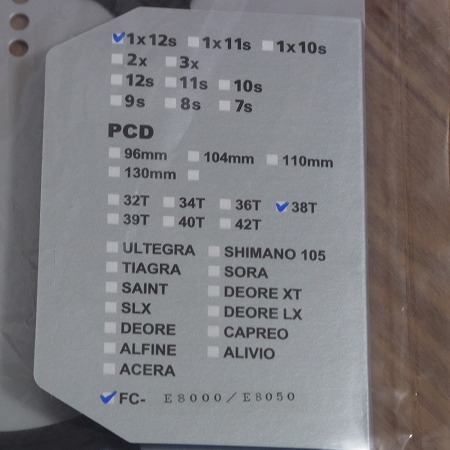 1x12s 1x11s 1x10s
2x 3x
12s 11s 10s
9s 8s 7s
PCD
96mm 104mm 110mm
130mm
32T 34T 36T 38T
39T 40T 42T
ULTEGRA SHIMANO 105
TIAGRA SORA
SAINT DEORE XT
SLX DEORE LX
DEORE CAPREO
ALFINE ALIVIO
ACERA
FC- E8000/E8050